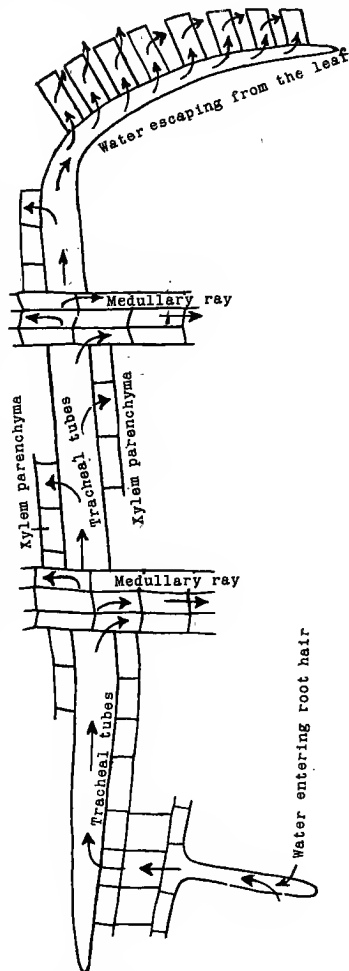 Water escaping from the leaf
Medullary ray
Tracheal tubes
Xylem parenchyma
Xylem parenchyma
Medullary ray
Tracheal tubes
Water entering root hair